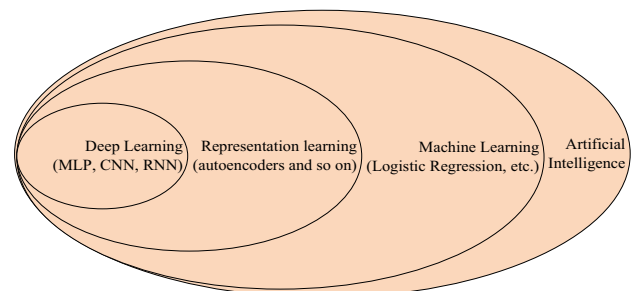 Deep Learning
(MLP, CNN, RNN)
Representation learning
(autoencoders and so on)
Machine Learning
(Logistic Regression, etc.)
Artificial
Intelligence